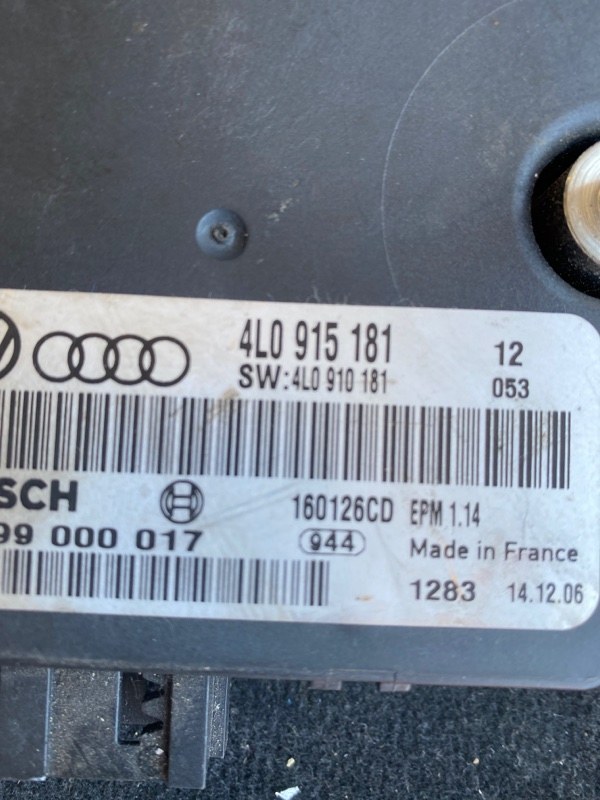 4L0 915 181 12
SW:4L0 910 181 053
SCH 160126CD EPM 1.14
99 000 017 944 Made in France
1283 14.12.06